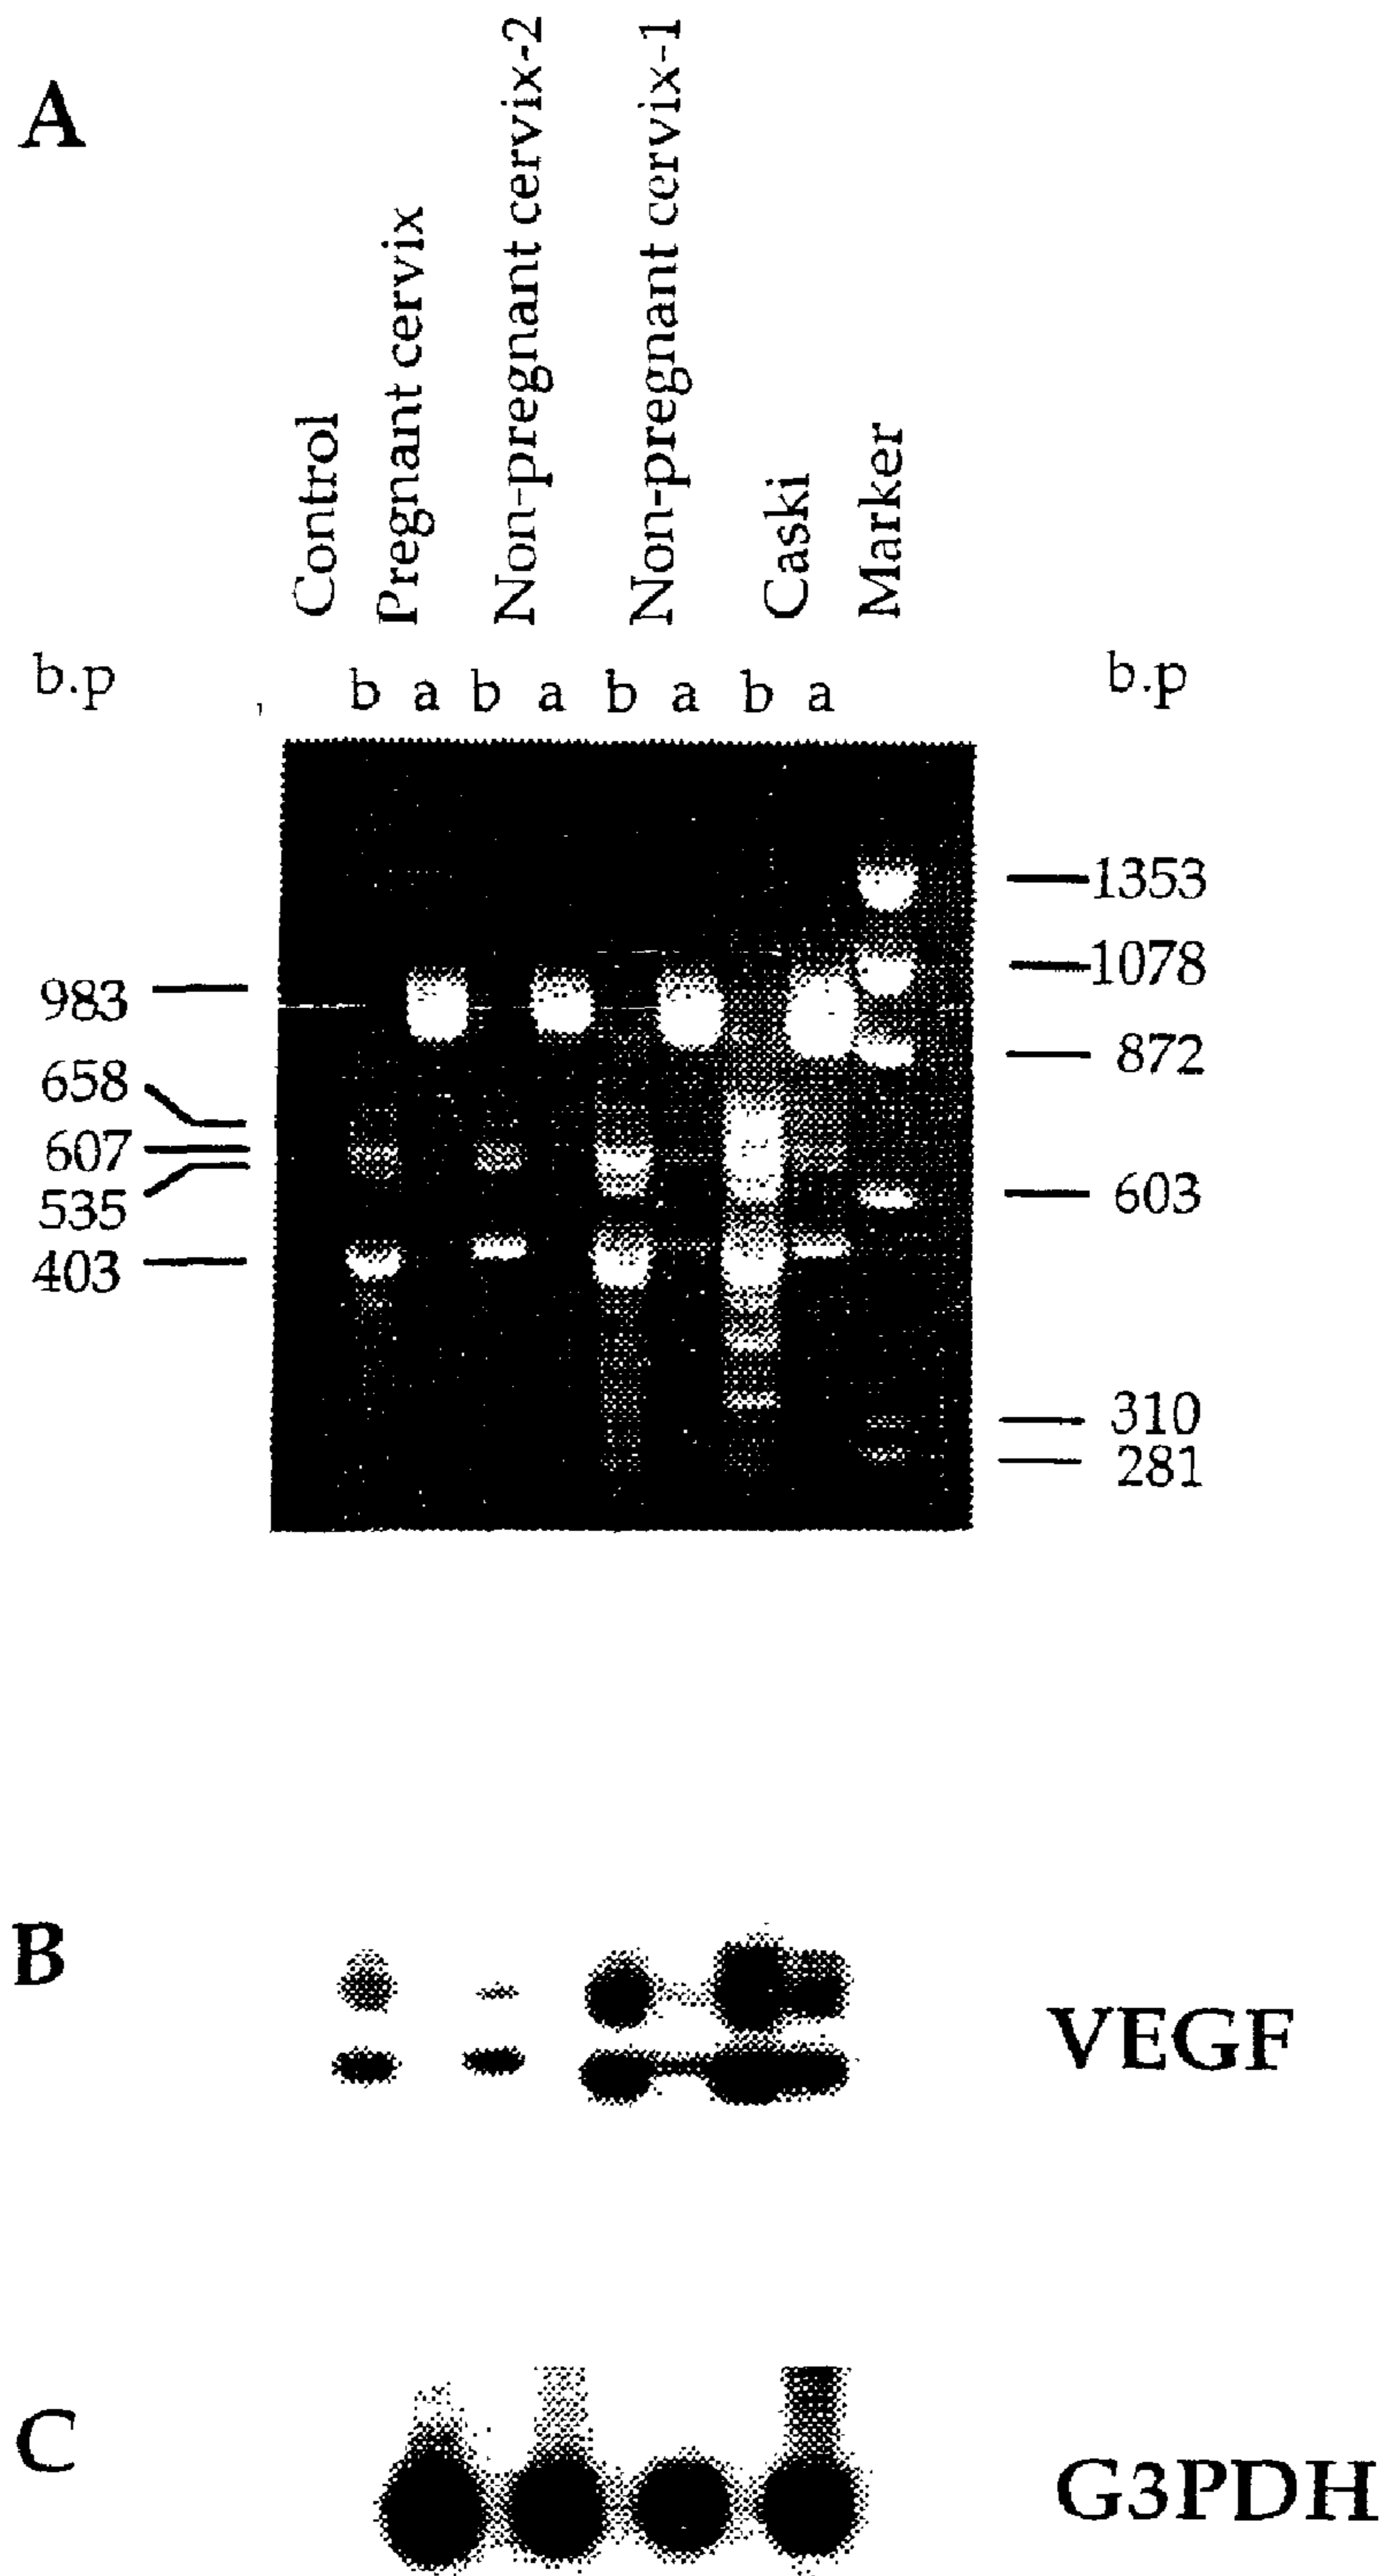 A
Control
Pregnant cervix
Non-pregnant cervix-2
Non-pregnant cervix-1
Caski
Marker
b.p
b a b a b a b a
b.p
983
658
607
535
403
1353
1078
872
603
310
281
B
VEGF
C
G3PDH